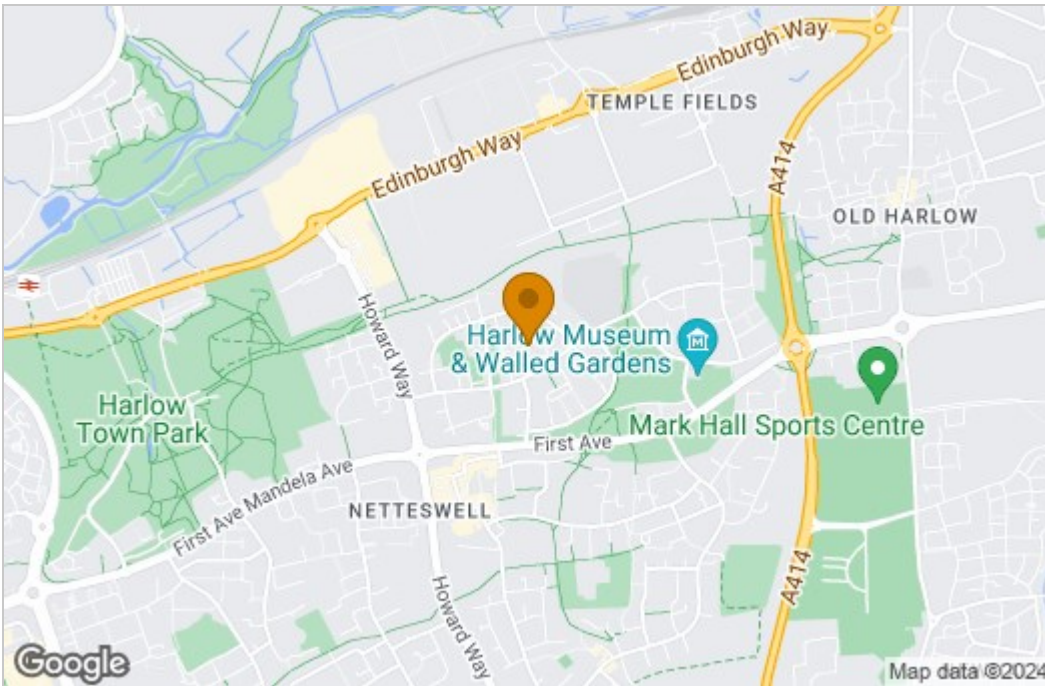 Edinburgh Way
TEMPLE FIELDS
Edinburgh Way
A414
OLD HARLOW
Howard Way
Harlow Museum
& Walled Gardens
M
Harlow
Town Park
Mark Hall Sports Centre
First Ave
First Ave Mandela Ave
NETTESWELL
A414
Howard Way
Google
Map data ©2024